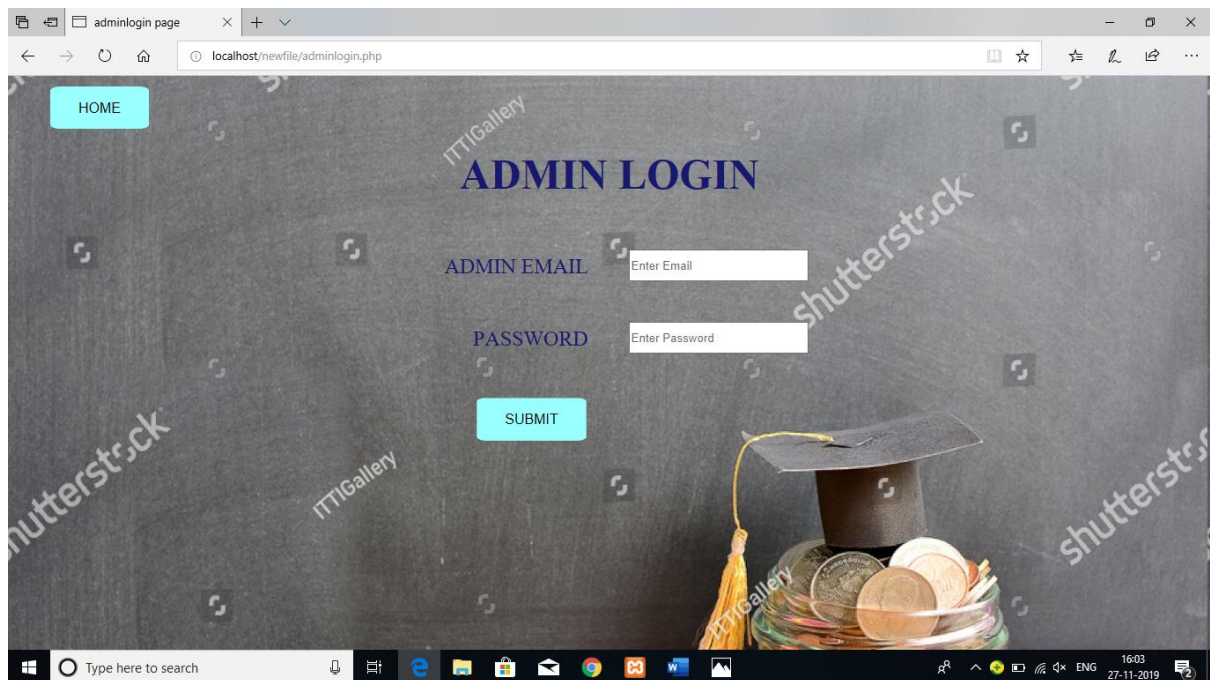 adminlogin page
localhost/newfile/adminlogin.php
HOME
ITTIGallery
ADMIN LOGIN
shutterstock
ADMIN EMAIL Enter Email
PASSWORD Enter Password
SUBMIT
shutterstock
ITTIGallery
shutterstock
ITTIGallery
Type here to search
ENG
16:03
27-11-2019
2